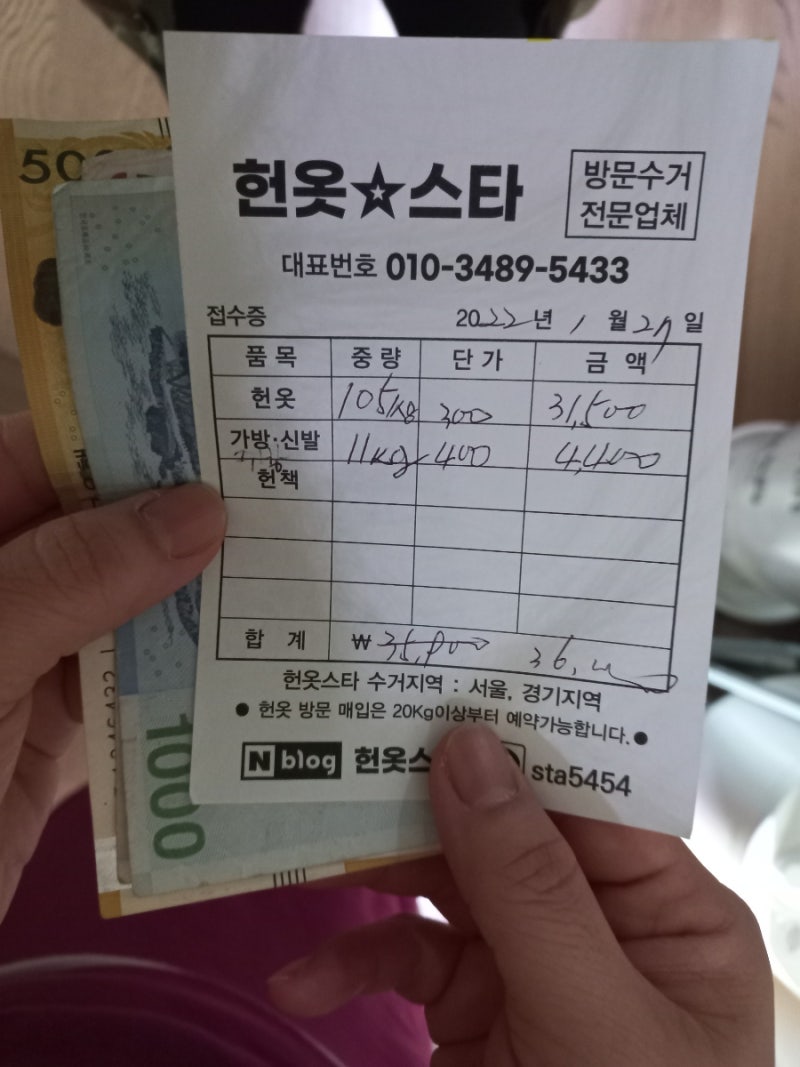 헌옷☆스타
방문수거
전문업체
대표번호 010-3489-5433
접수증 2022년 1월 27일
품목 중량 단가 금액
헌옷 105kg 300 31,500
가방·신발 11kg 400 4,400
헌책
합계 ₩ 35,900 36,
헌옷스타 수거지역 : 서울, 경기지역
● 헌옷 방문 매입은 20Kg이상부터 예약가능합니다.●
N blog 헌옷스 sta5454
50
1000